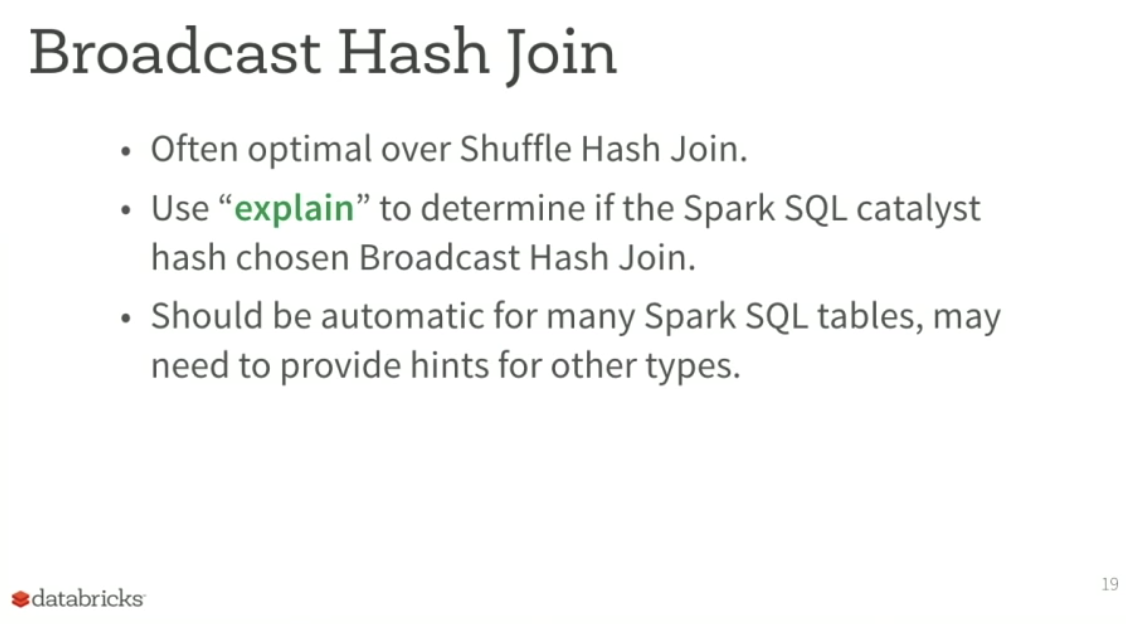 Broadcast Hash Join
• Often optimal over Shuffle Hash Join.
• Use “explain” to determine if the Spark SQL catalyst
hash chosen Broadcast Hash Join.
• Should be automatic for many Spark SQL tables, may
need to provide hints for other types.
databricks
19